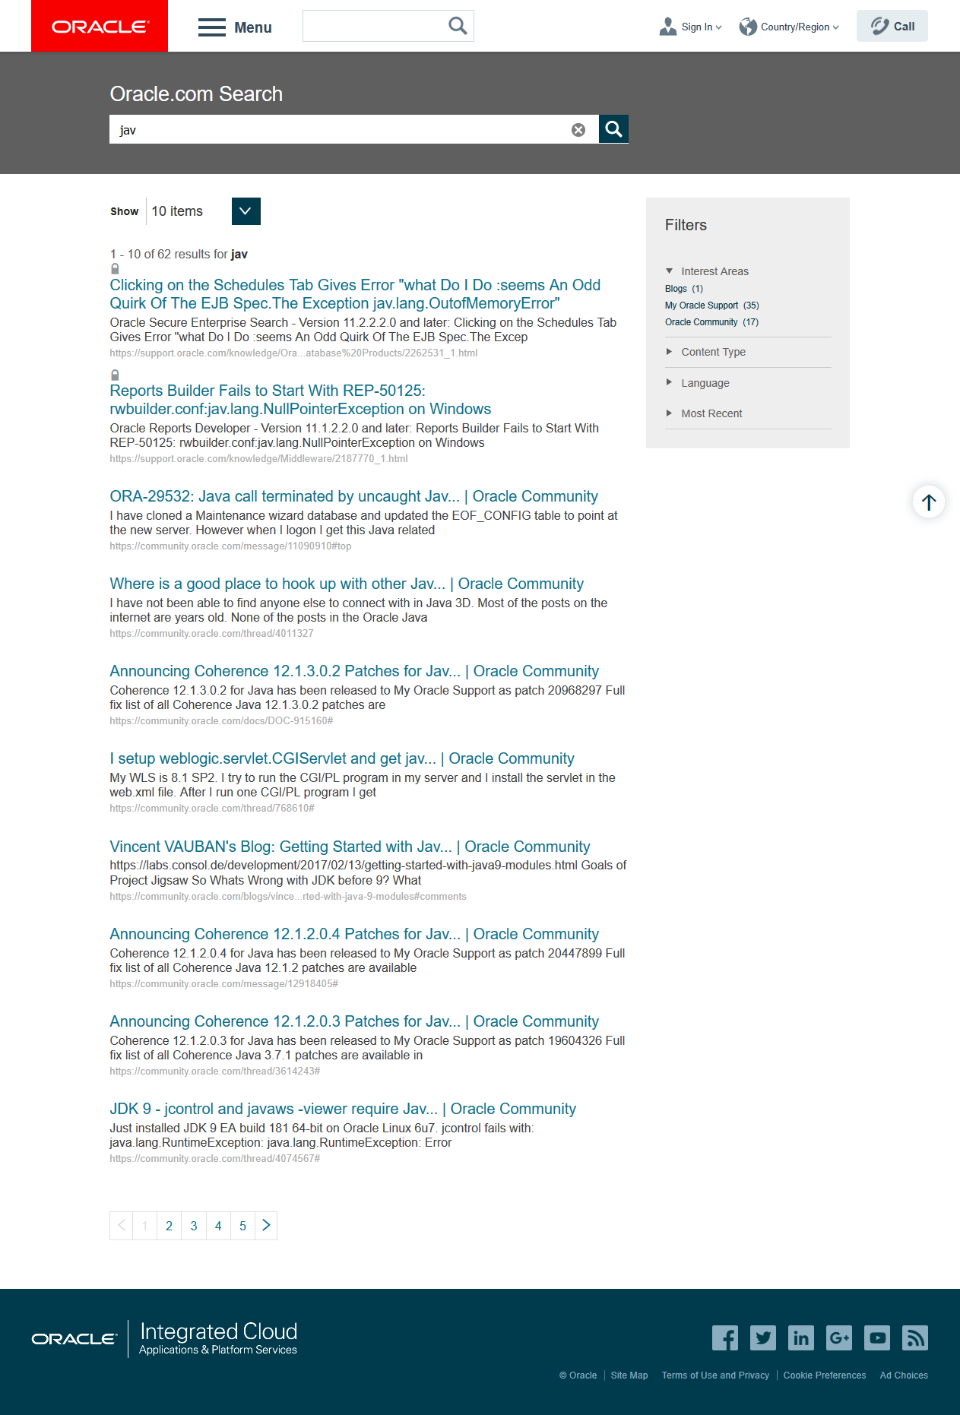 ORACLE
Menu
Sign In
Country/Region
Call
Oracle.com Search
jav
Show
10 items
1 - 10 of 62 results for jav
Clicking on the Schedules Tab Gives Error "what Do I Do :seems An Odd
Quirk Of The EJB Spec.The Exception jav.lang.OutofMemoryError"
Oracle Secure Enterprise Search - Version 11.2.2.2.0 and later: Clicking on the Schedules Tab
Gives Error "what Do I Do :seems An Odd Quirk Of The EJB Spec.The Excep
https://support.oracle.com/knowledge/Ora...atabase%20Products/2262531_1.html
Reports Builder Fails to Start With REP-50125:
rwbuilder.conf:jav.lang.NullPointerException on Windows
Oracle Reports Developer - Version 11.1.2.2.0 and later: Reports Builder Fails to Start With
REP-50125: rwbuilder.conf:jav.lang.NullPointerException on Windows
https://support.oracle.com/knowledge/Middleware/2187770_1.html
ORA-29532: Java call terminated by uncaught Jav... | Oracle Community
I have cloned a Maintenance wizard database and updated the EOF_CONFIG table to point at
the new server. However when I logon I get this Java related
https://community.oracle.com/message/11090910#top
Where is a good place to hook up with other Jav... | Oracle Community
I have not been able to find anyone else to connect with in Java 3D. Most of the posts on the
internet are years old. None of the posts in the Oracle Java
https://community.oracle.com/thread/4011327
Announcing Coherence 12.1.3.0.2 Patches for Jav... | Oracle Community
Coherence 12.1.3.0.2 for Java has been released to My Oracle Support as patch 20968297 Full
fix list of all Coherence Java 12.1.3.0.2 patches are
https://community.oracle.com/docs/DOC-915160#
I setup weblogic.servlet.CGIServlet and get jav... | Oracle Community
My WLS is 8.1 SP2. I try to run the CGI/PL program in my server and I install the servlet in the
web.xml file. After I run one CGI/PL program I get
https://community.oracle.com/thread/768610#
Vincent VAUBAN's Blog: Getting Started with Jav... | Oracle Community
https://labs.consol.de/development/2017/02/13/getting-started-with-java9-modules.html Goals of
Project Jigsaw So Whats Wrong with JDK before 9? What
https://community.oracle.com/blogs/vince...rted-with-java-9-modules#comments
Announcing Coherence 12.1.2.0.4 Patches for Jav... | Oracle Community
Coherence 12.1.2.0.4 for Java has been released to My Oracle Support as patch 20447899 Full
fix list of all Coherence Java 12.1.2 patches are available
https://community.oracle.com/message/12918405#
Announcing Coherence 12.1.2.0.3 Patches for Jav... | Oracle Community
Coherence 12.1.2.0.3 for Java has been released to My Oracle Support as patch 19604326 Full
fix list of all Coherence Java 3.7.1 patches are available in
https://community.oracle.com/thread/3614243#
JDK 9 - jcontrol and javaws -viewer require Jav... | Oracle Community
Just installed JDK 9 EA build 181 64-bit on Oracle Linux 6u7. jcontrol fails with:
java.lang.RuntimeException: java.lang.RuntimeException: Error
https://community.oracle.com/thread/4074567#
1 2 3 4 5
Filters
Interest Areas
Blogs (1)
My Oracle Support (35)
Oracle Community (17)
Content Type
Language
Most Recent
ORACLE
Integrated Cloud
Applications & Platform Services
© Oracle | Site Map Terms of Use and Privacy | Cookie Preferences Ad Choices